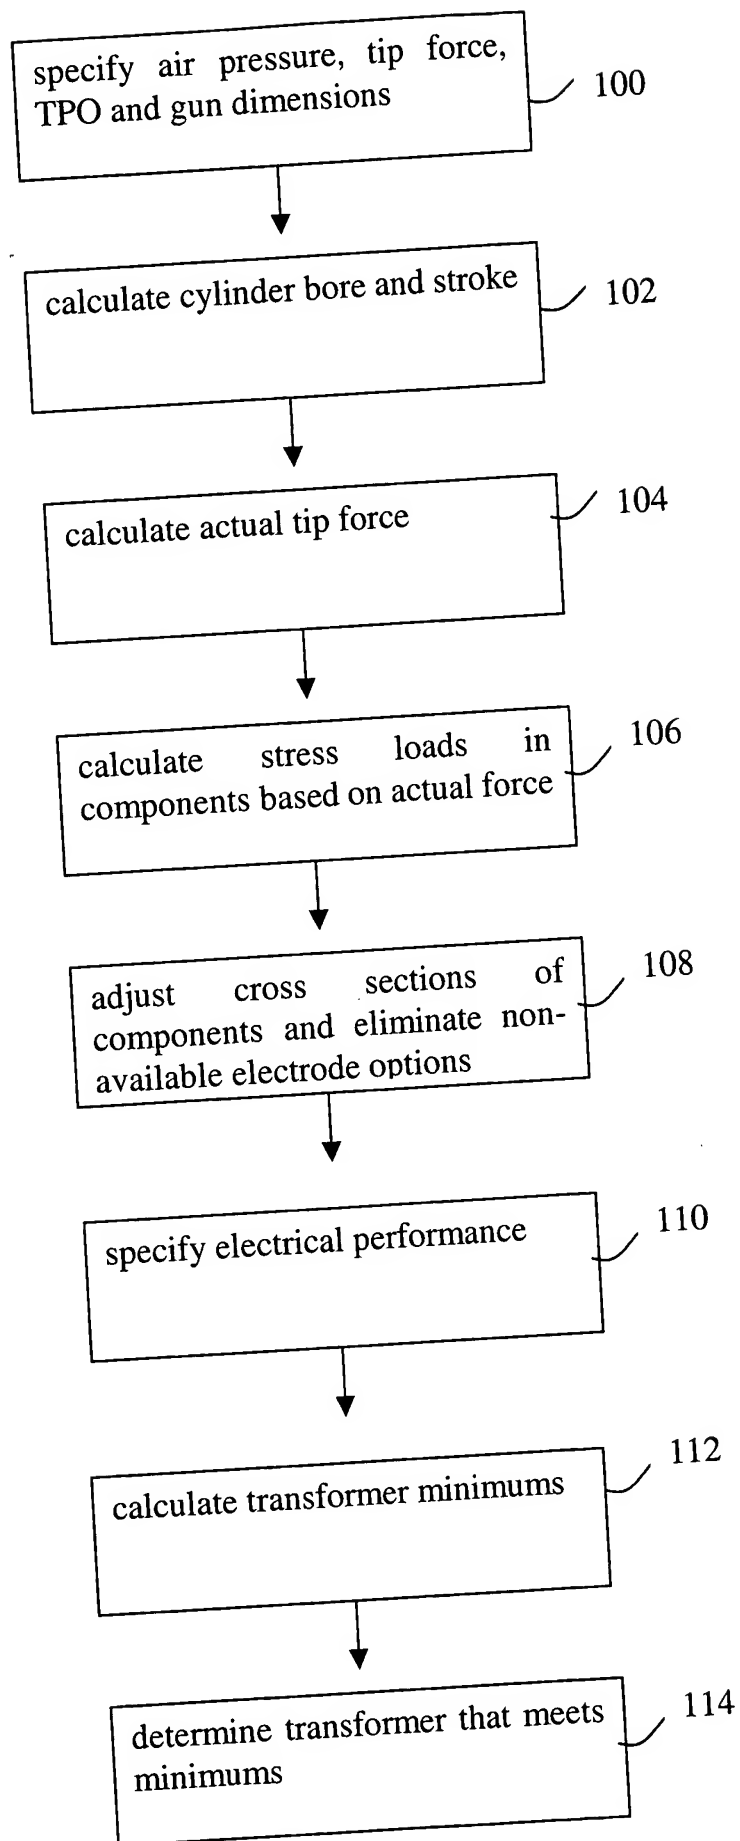 specify air pressure, tip force,
TPO and gun dimensions
100
calculate cylinder bore and stroke
102
calculate actual tip force
104
calculate stress loads in
components based on actual force
106
adjust cross sections of
components and eliminate non-
available electrode options
108
specify electrical performance
110
calculate transformer minimums
112
determine transformer that meets
minimums
114